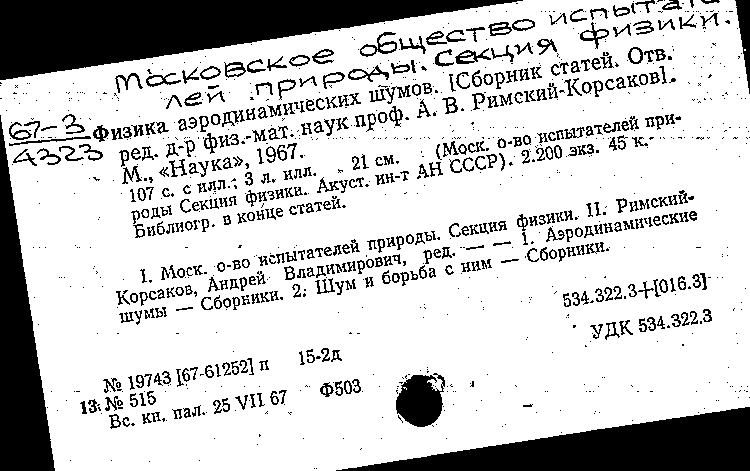 Московское общество испытате
лей природы. Секция физики.
67-3
4323
Физика аэродинамических шумов. [Сборник статей. Отв.
ред. д-р физ.-мат. наук проф. А. В. Римский-Корсаков].
М., «Наука», 1967.
107 с. с илл.; 3 л. илл. 21 см. (Моск. о-во испытателей при-
роды Секция физики. Акуст. ин-т АН СССР). 2.200 экз. 45 к.
Библиогр. в конце статей.
I. Моск. о-во испытателей природы. Секция физики. II. Римский-
Корсаков, Андрей Владимирович, ред. — — 1. Аэродинамические
шумы — Сборники. 2. Шум и борьба с ним — Сборники.
534.322.3+[016.3]
УДК 534.322.3
№ 19743 [67-61252] п 15-2д
13. № 515
Вс. кн. пал. 25 VII 67 Ф503